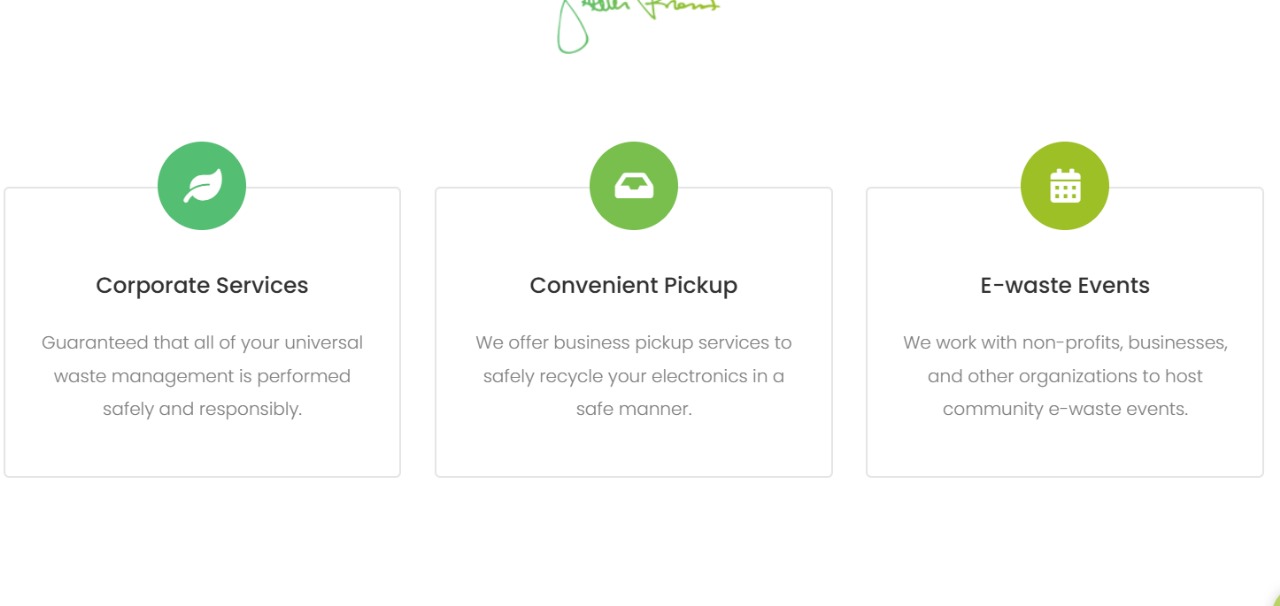 Corporate Services
Guaranteed that all of your universal
waste management is performed
safely and responsibly.
Convenient Pickup
We offer business pickup services to
safely recycle your electronics in a
safe manner.
E-waste Events
We work with non-profits, businesses,
and other organizations to host
community e-waste events.